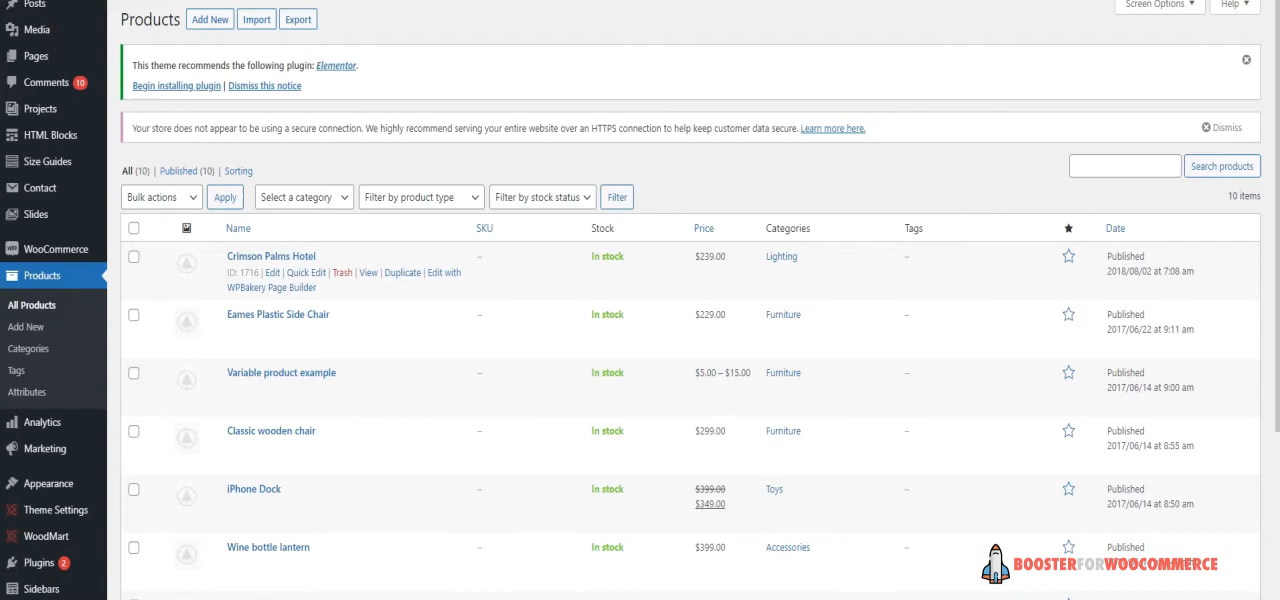 Posts
Media
Pages
Comments 10
Projects
HTML Blocks
Size Guides
Contact
Slides
WooCommerce
Products
All Products
Add New
Categories
Tags
Attributes
Analytics
Marketing
Appearance
Theme Settings
WoodMart
Plugins 2
Sidebars
Products Add New Import Export
Screen Options ▼ Help ▼
This theme recommends the following plugin: Elementor.
Begin installing plugin | Dismiss this notice
Your store does not appear to be using a secure connection. We highly recommend serving your entire website over an HTTPS connection to help keep customer data secure. Learn more here. Dismiss
All (10) | Published (10) | Sorting
Search products
Bulk actions Apply Select a category Filter by product type Filter by stock status Filter
10 items
Name SKU Stock Price Categories Tags Date
Crimson Palms Hotel – In stock $239.00 Lighting – Published
ID: 1716 | Edit | Quick Edit | Trash | View | Duplicate | Edit with 2018/08/02 at 7:08 am
WPBakery Page Builder
Eames Plastic Side Chair – In stock $229.00 Furniture – Published
2017/06/22 at 9:11 am
Variable product example – In stock $5.00 – $15.00 Furniture – Published
2017/06/14 at 9:00 am
Classic wooden chair – In stock $299.00 Furniture – Published
2017/06/14 at 8:55 am
iPhone Dock – In stock $399.00 Toys – Published
$349.00 2017/06/14 at 8:50 am
Wine bottle lantern – In stock $399.00 Accessories – Published
BOOSTERFORWOOCOMMERCE